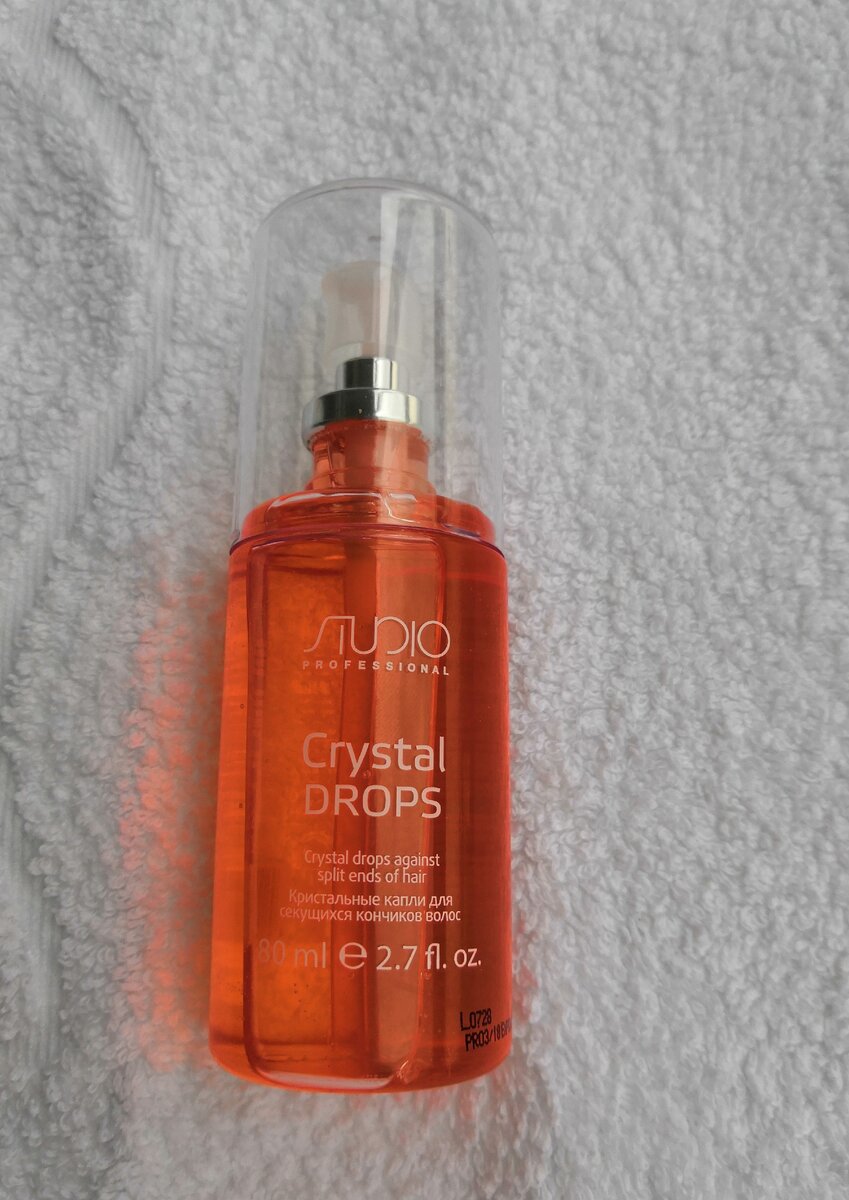 STUDIO
PROFESSIONAL
Crystal
DROPS
Crystal drops against
split ends of hair
Кристальные капли для
секущихся кончиков волос
80 ml e 2.7 fl. oz.
L.0728